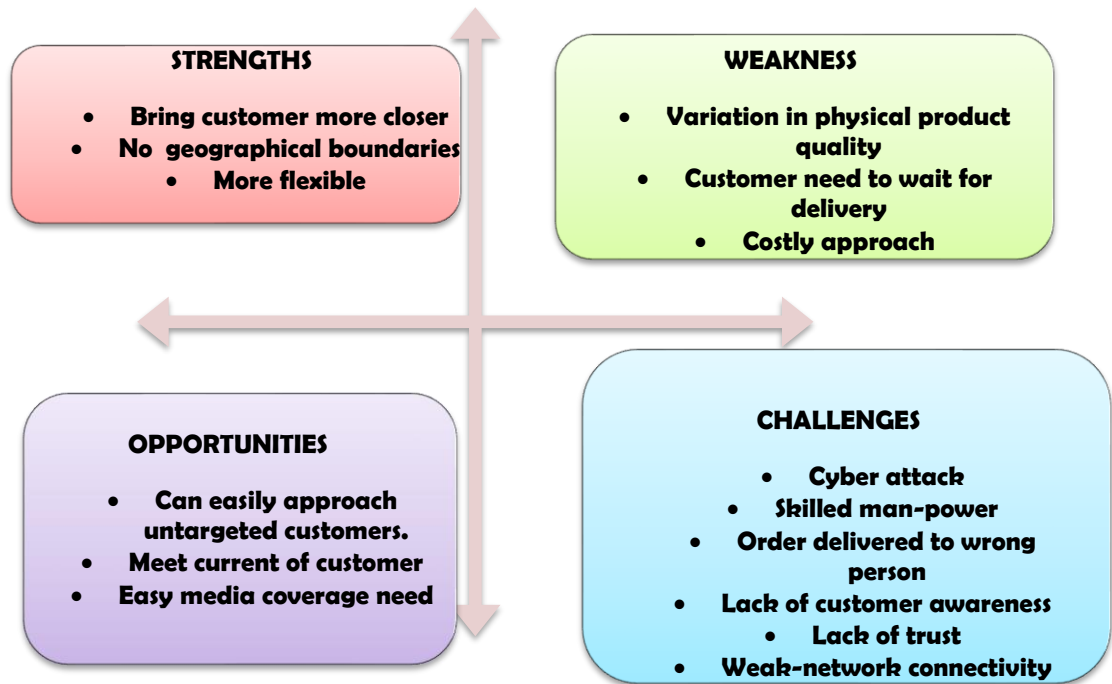 STRENGTHS
• Bring customer more closer
• No geographical boundaries
• More flexible
WEAKNESS
• Variation in physical product
quality
• Customer need to wait for
delivery
• Costly approach
OPPORTUNITIES
• Can easily approach
untargeted customers.
• Meet current of customer
• Easy media coverage need
CHALLENGES
• Cyber attack
• Skilled man-power
• Order delivered to wrong
person
• Lack of customer awareness
• Lack of trust
• Weak-network connectivity